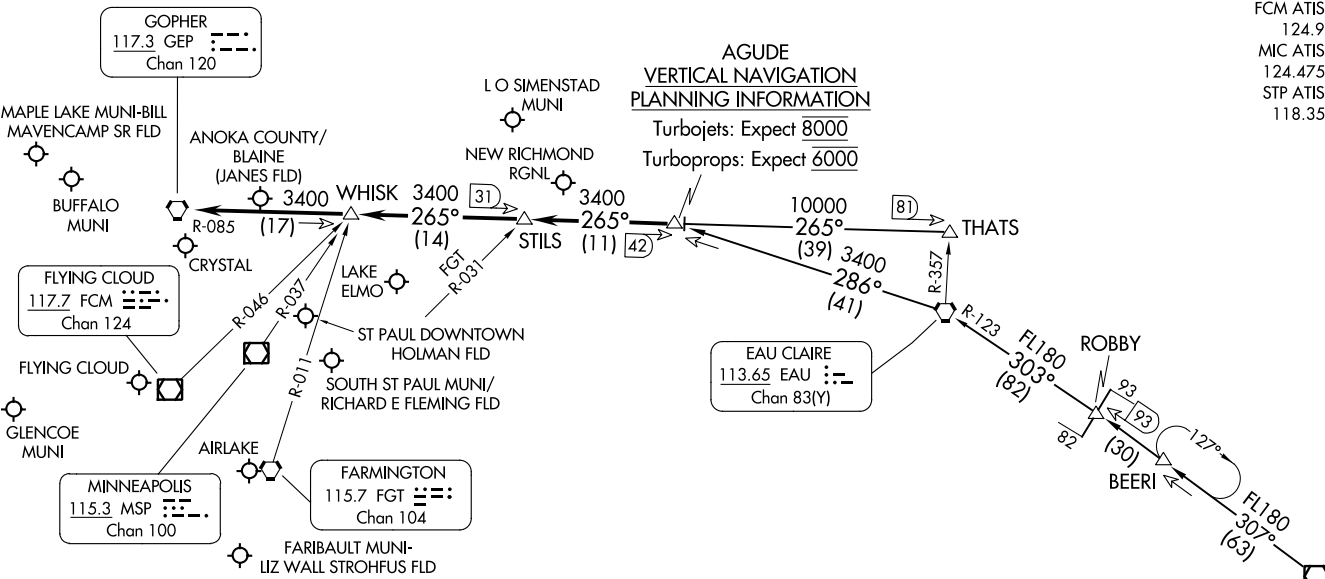 FCM ATIS
124.9
MIC ATIS
124.475
STP ATIS
118.35
GOPHER
117.3 GEP
Chan 120
AGUDE
VERTICAL NAVIGATION
PLANNING INFORMATION
Turbojets: Expect 8000
Turboprops: Expect 6000
L O SIMENSTAD
MUNI
MAPLE LAKE MUNI-BILL
MAVENCAMP SR FLD
ANOKA COUNTY/
BLAINE
(JANES FLD)
NEW RICHMOND
RGNL
BUFFALO
MUNI
R-085
3400
(17)
WHISK
3400
265°
(14)
31
STILS
3400
265°
(11)
42
10000
265°
(39)
81
THATS
CRYSTAL
3400
286°
(41)
R-357
FLYING CLOUD
117.7 FCM
Chan 124
R-046
R-037
R-011
LAKE
ELMO
FGT
R-031
ST PAUL DOWNTOWN
HOLMAN FLD
FLYING CLOUD
SOUTH ST PAUL MUNI/
RICHARD E FLEMING FLD
EAU CLAIRE
113.65 EAU
Chan 83(Y)
R-123
FL180
303°
(82)
ROBBY
93
93
82
(30)
BEERI
127°
FL180
307°
(63)
GLENCOE
MUNI
AIRLAKE
MINNEAPOLIS
115.3 MSP
Chan 100
FARMINGTON
115.7 FGT
Chan 104
FARIBAULT MUNI-
LIZ WALL STROHFUS FLD